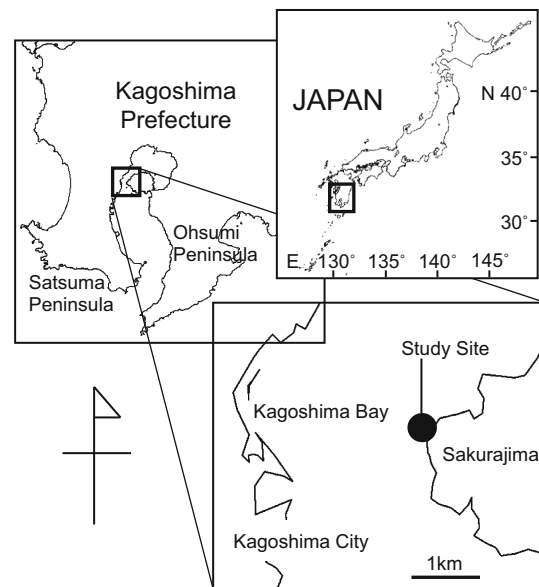 Kagoshima
Prefecture
Ohsumi
Peninsula
Satsuma
Peninsula
JAPAN
N 40°
35°
31°
E 130° 135° 140° 145°
Study Site
Kagoshima Bay
Sakurajima
Kagoshima City
1km